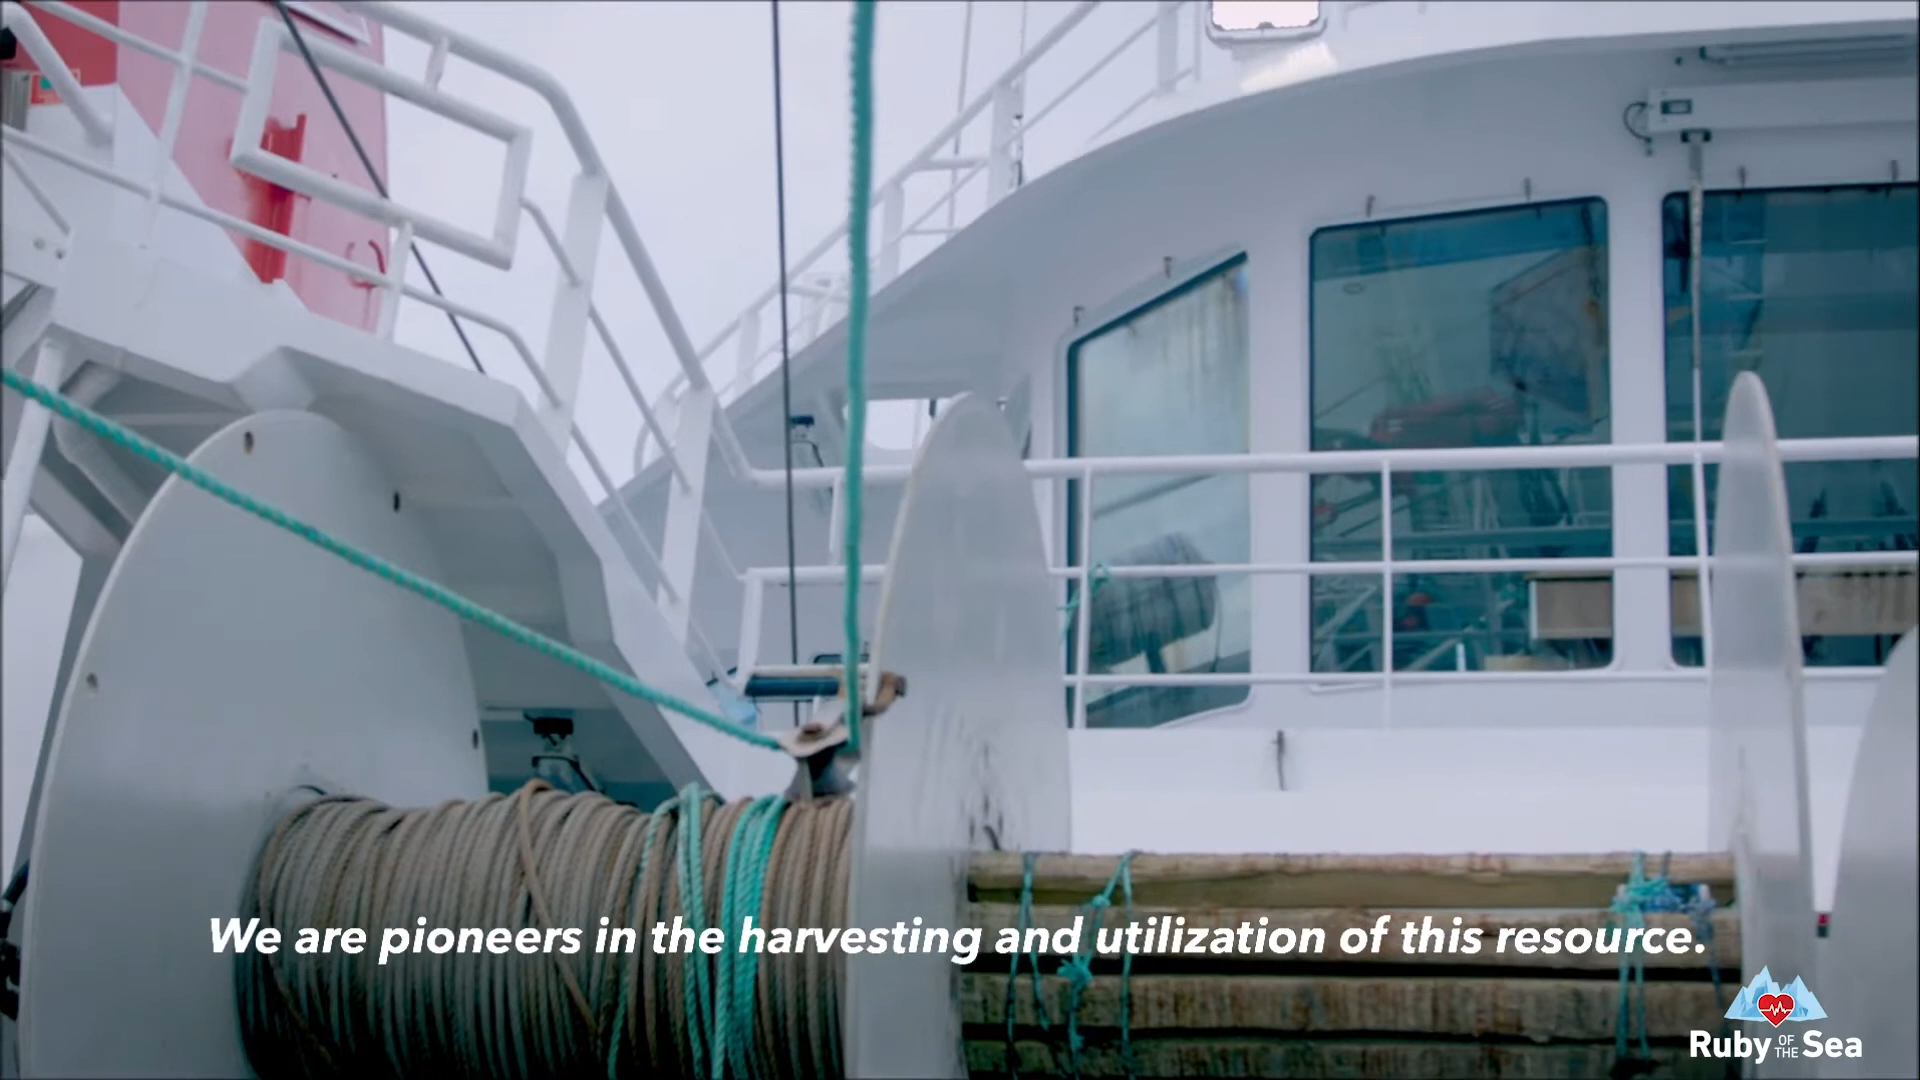 We are pioneers in the harvesting and utilization of this resource.
Ruby OF THE Sea